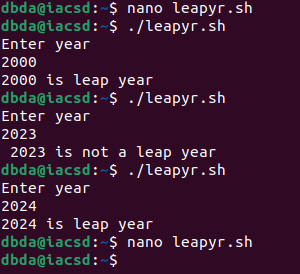 dbda@iacsd:~$ nano leapyr.sh
dbda@iacsd:~$ ./leapyr.sh
Enter year
2000
2000 is leap year
dbda@iacsd:~$ ./leapyr.sh
Enter year
2023
 2023 is not a leap year
dbda@iacsd:~$ ./leapyr.sh
Enter year
2024
2024 is leap year
dbda@iacsd:~$ nano leapyr.sh
dbda@iacsd:~$